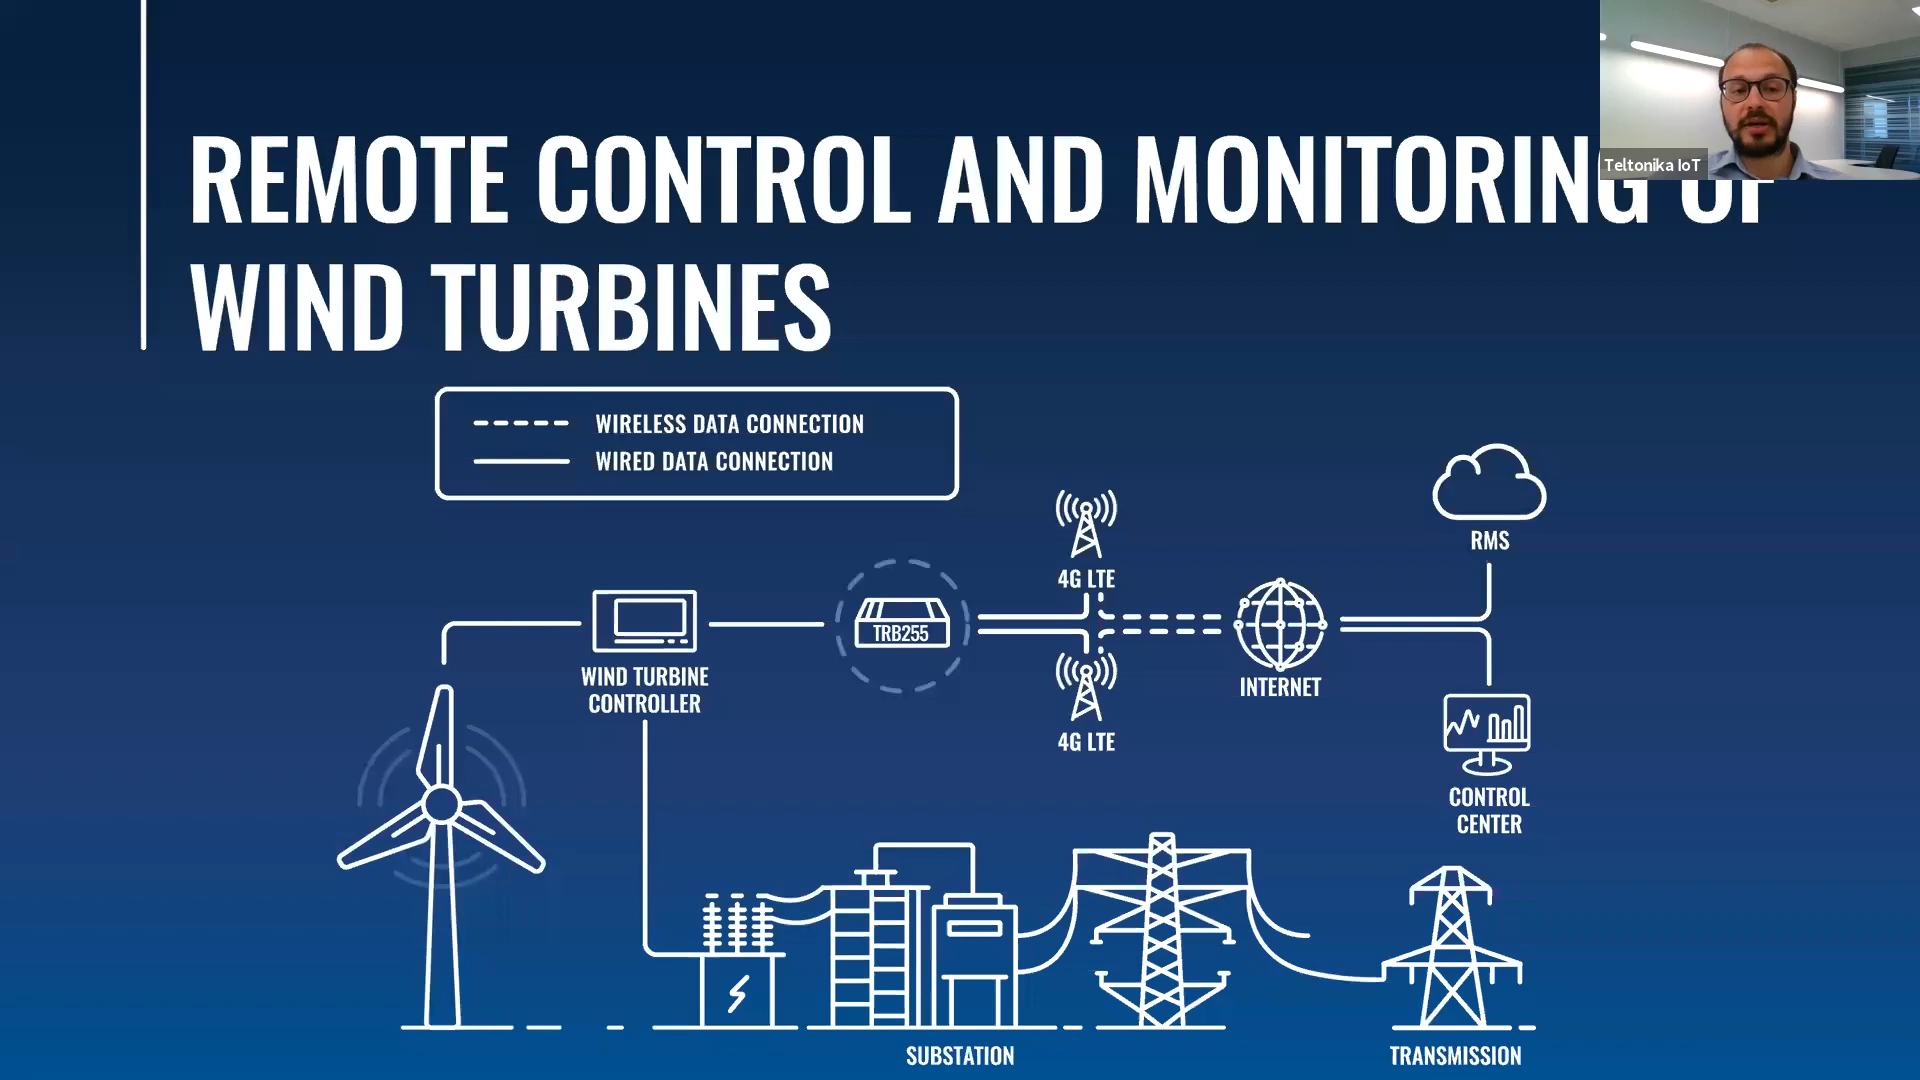 REMOTE CONTROL AND MONITORING OF
WIND TURBINES
Teltonika IoT
WIRELESS DATA CONNECTION
WIRED DATA CONNECTION
RMS
4G LTE
TRB255
WIND TURBINE
CONTROLLER
INTERNET
4G LTE
CONTROL
CENTER
SUBSTATION
TRANSMISSION